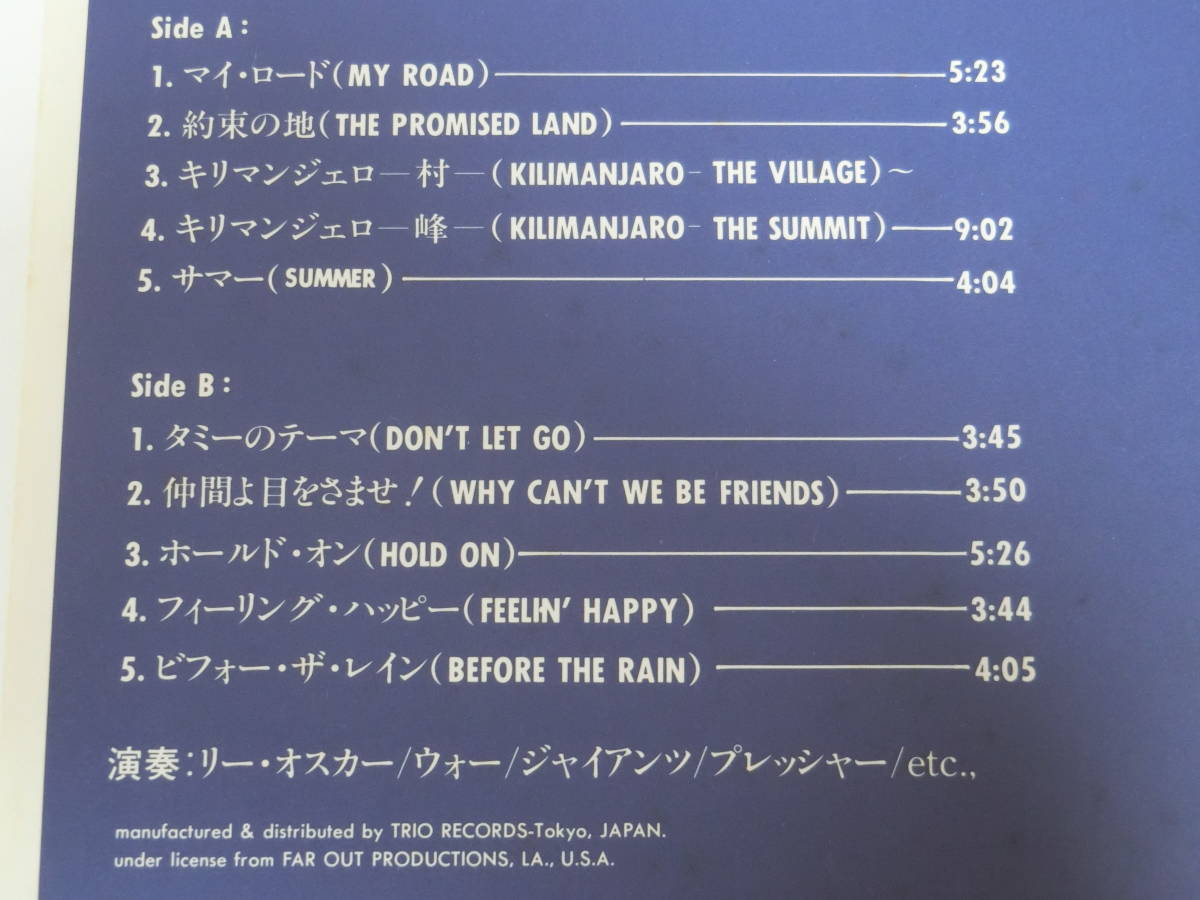 Side A:
1. マイ・ロード(MY ROAD) 5:23
2. 約束の地(THE PROMISED LAND) 3:56
3. キリマンジェロ—村—(KILIMANJARO- THE VILLAGE)~
4. キリマンジェロ—峰—(KILIMANJARO- THE SUMMIT) 9:02
5. サマー(SUMMER) 4:04
Side B:
1. タミーのテーマ(DON'T LET GO) 3:45
2. 仲間よ目をさませ!(WHY CAN'T WE BE FRIENDS) 3:50
3. ホールド・オン(HOLD ON) 5:26
4. フィーリング・ハッピー(FEELIN' HAPPY) 3:44
5. ビフォー・ザ・レイン(BEFORE THE RAIN) 4:05
演奏:リー・オスカー/ウォー/ジャイアンツ/プレッシャー/etc.,
manufactured & distributed by TRIO RECORDS-Tokyo, JAPAN.
under license from FAR OUT PRODUCTIONS, LA., U.S.A.